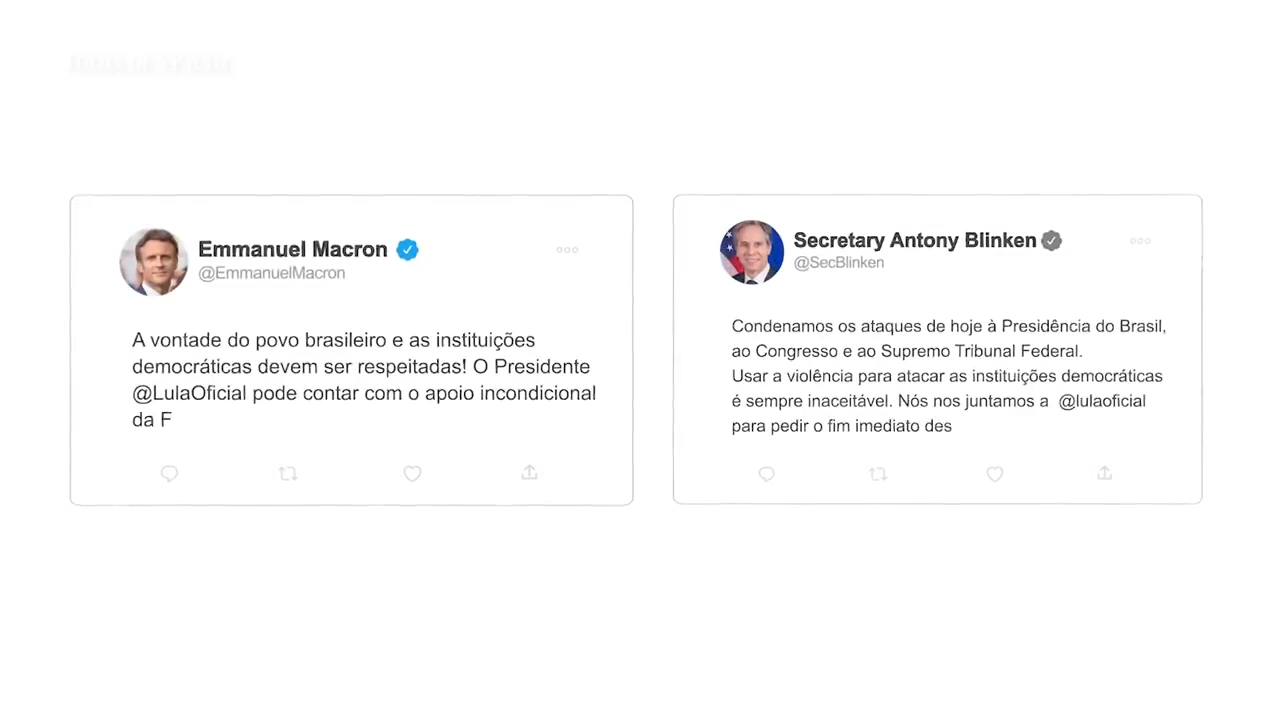 Emmanuel Macron
@EmmanuelMacron
A vontade do povo brasileiro e as instituições
democráticas devem ser respeitadas! O Presidente
@LulaOficial pode contar com o apoio incondicional
da F
Secretary Antony Blinken
@SecBlinken
Condenamos os ataques de hoje à Presidência do Brasil,
ao Congresso e ao Supremo Tribunal Federal.
Usar a violência para atacar as instituições democráticas
é sempre inaceitável. Nós nos juntamos a @lulaoficial
para pedir o fim imediato des